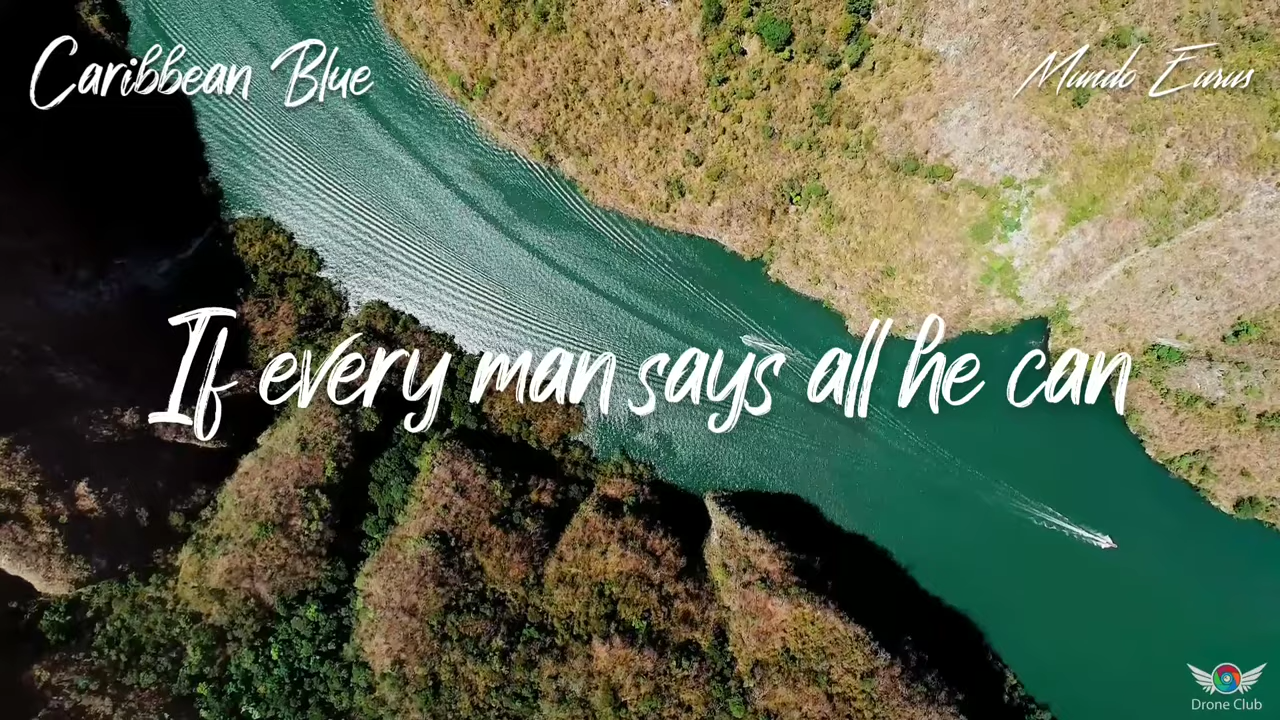 Caribbean Blue
Mundo Eurus
If every man says all he can
Drone Club